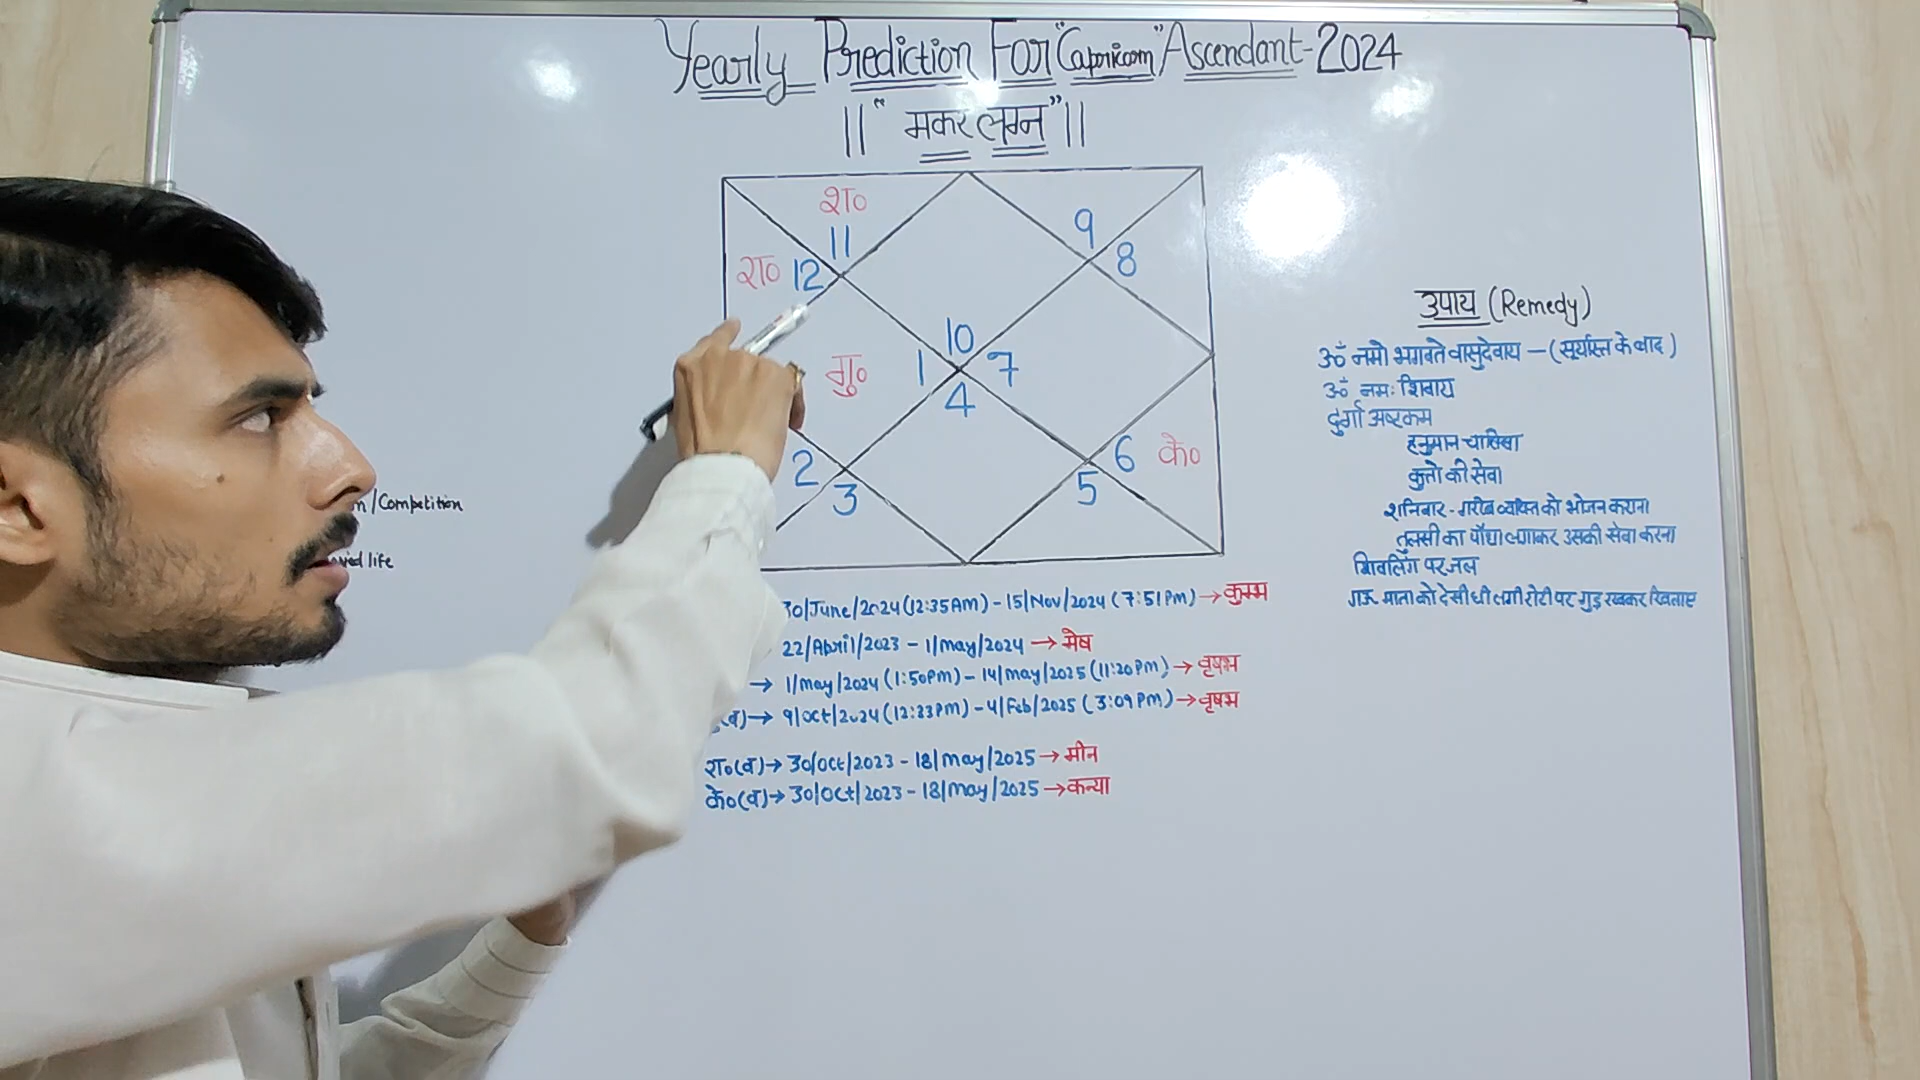 Yearly Prediction For "Capricorn" Ascendant-2024
||"मकर लग्न"||
श०
11
रा० 12
9
8
10
गु० 1
7
4
2
3
6 के०
5
n/Competition
ried life
30/June/2024 (12:35AM) - 15/Nov/2024 (7:51PM) → कुम्भ
22/April/2023 - 1/may/2024 → मेष
→ 1/may/2024 (1:50PM) - 14/may/2025 (11:20PM) → वृषभ
(व) → 9/Oct/2024 (12:33PM) - 4/Feb/2025 (3:09PM) → वृषभ
रा०(व) → 30/Oct/2023 - 18/may/2025 → मीन
के०(व) → 30/Oct/2023 - 18/may/2025 → कन्या
उपाय (Remedy)
ॐ नमो भगवते वासुदेवाय - (सूर्यास्त के बाद)
ॐ नमः शिवाय
दुर्गा अष्टकम
हनुमान चालिसा
कुत्तो की सेवा
शनिवार - गरीब व्यक्ति को भोजन कराना
तुलसी का पौधा लगाकर उसकी सेवा करना
शिवलिंग पर जल
गऊ माता को देसी घी लगी रोटी पर गुड़ रखकर खिलाए